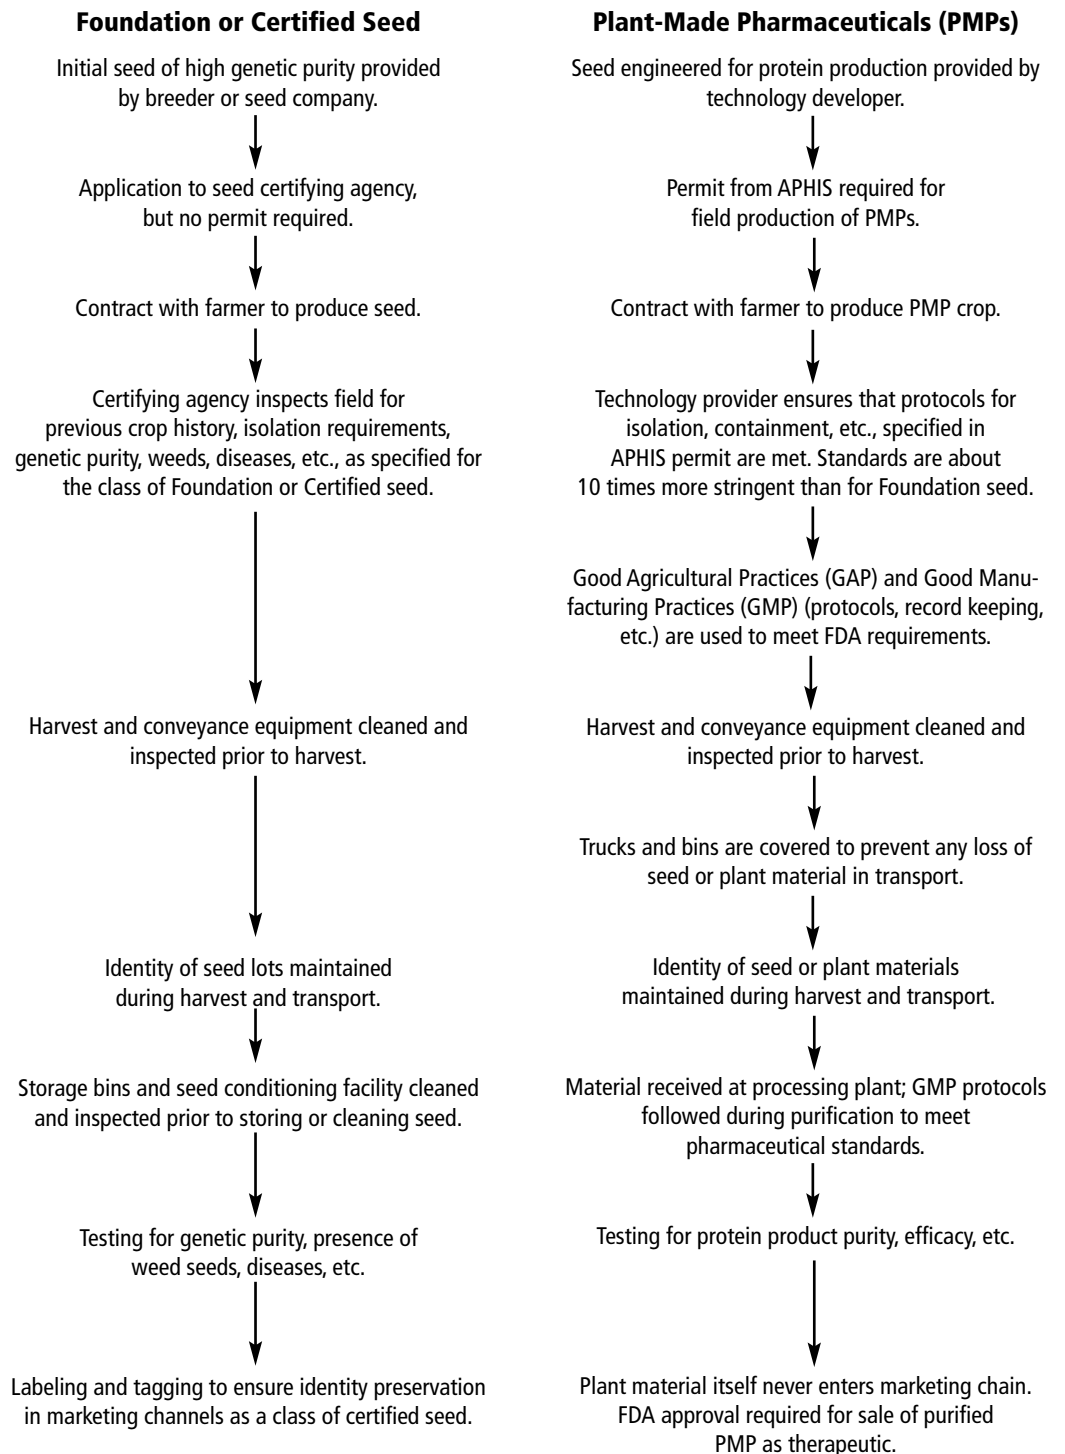 Foundation or Certified Seed
Initial seed of high genetic purity provided
by breeder or seed company.
Application to seed certifying agency,
but no permit required.
Contract with farmer to produce seed.
Certifying agency inspects field for
previous crop history, isolation requirements,
genetic purity, weeds, diseases, etc., as specified for
the class of Foundation or Certified seed.
Harvest and conveyance equipment cleaned and
inspected prior to harvest.
Identity of seed lots maintained
during harvest and transport.
Storage bins and seed conditioning facility cleaned
and inspected prior to storing or cleaning seed.
Testing for genetic purity, presence of
weed seeds, diseases, etc.
Labeling and tagging to ensure identity preservation
in marketing channels as a class of certified seed.
Plant-Made Pharmaceuticals (PMPs)
Seed engineered for protein production provided by
technology developer.
Permit from APHIS required for
field production of PMPs.
Contract with farmer to produce PMP crop.
Technology provider ensures that protocols for
isolation, containment, etc., specified in
APHIS permit are met. Standards are about
10 times more stringent than for Foundation seed.
Good Agricultural Practices (GAP) and Good Manu-
facturing Practices (GMP) (protocols, record keeping,
etc.) are used to meet FDA requirements.
Harvest and conveyance equipment cleaned and
inspected prior to harvest.
Trucks and bins are covered to prevent any loss of
seed or plant material in transport.
Identity of seed or plant materials
maintained during harvest and transport.
Material received at processing plant; GMP protocols
followed during purification to meet
pharmaceutical standards.
Testing for protein product purity, efficacy, etc.
Plant material itself never enters marketing chain.
FDA approval required for sale of purified
PMP as therapeutic.